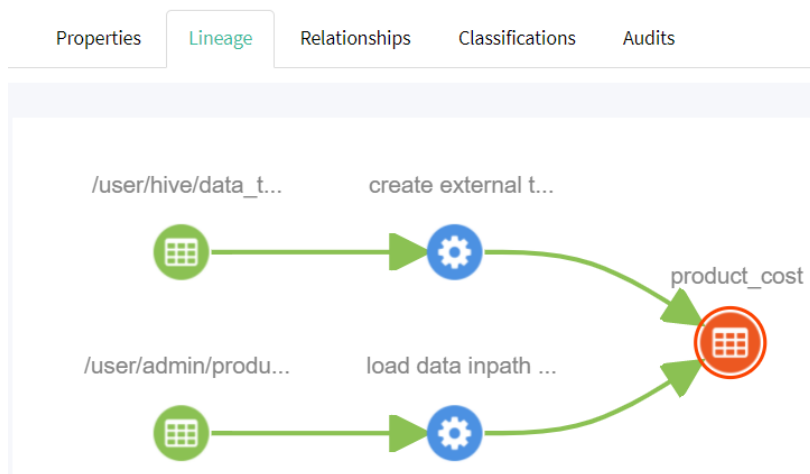 Properties Lineage Relationships Classifications Audits
/user/hive/data_t... create external t...
product_cost
/user/admin/produ... load data inpath ...